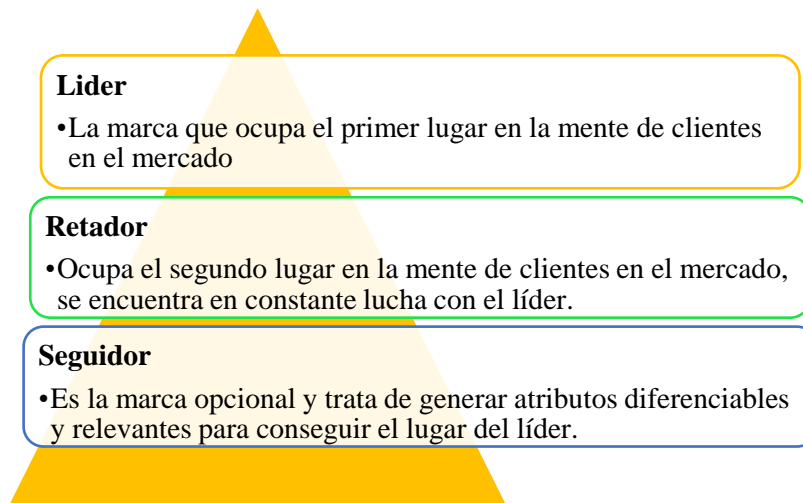 Lider
•La marca que ocupa el primer lugar en la mente de clientes
en el mercado
Retador
•Ocupa el segundo lugar en la mente de clientes en el mercado,
se encuentra en constante lucha con el líder.
Seguidor
•Es la marca opcional y trata de generar atributos diferenciables
y relevantes para conseguir el lugar del líder.